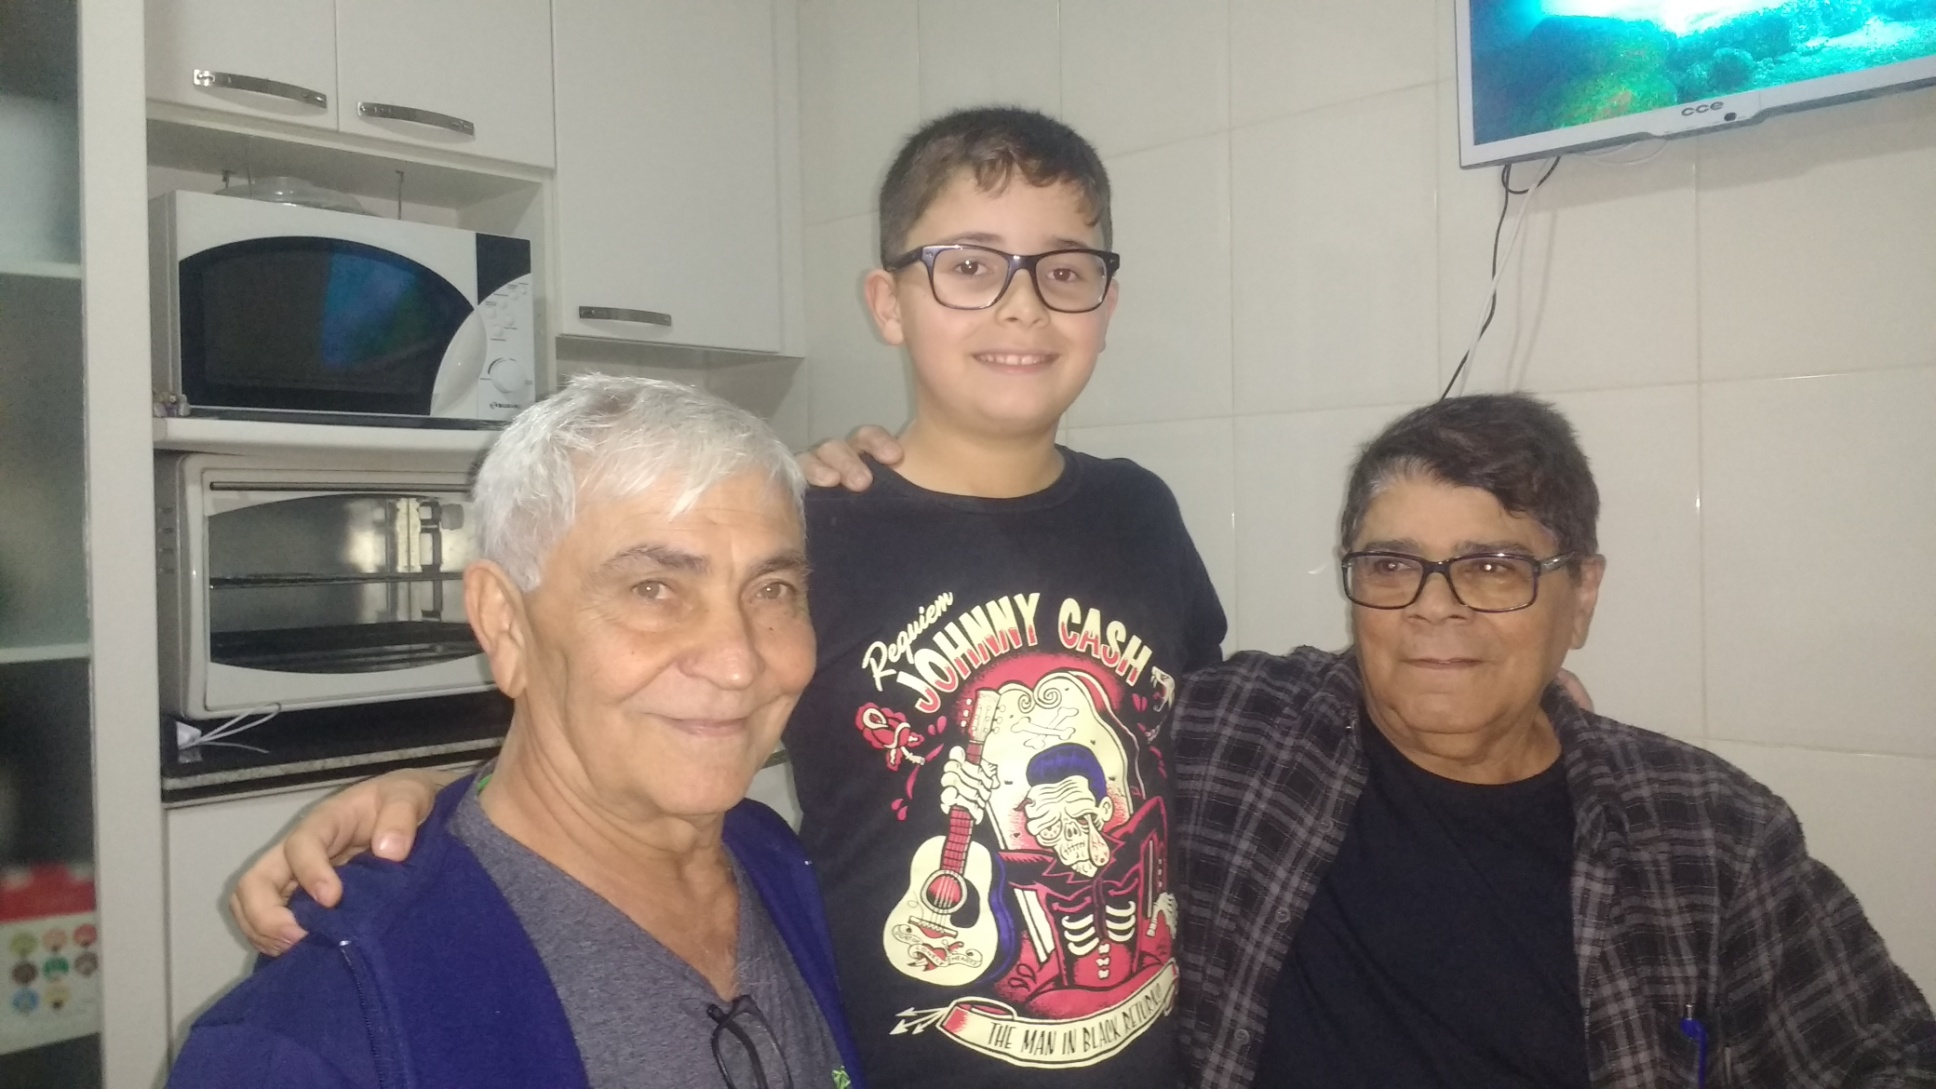 cce
Requiem
JOHNNY CASH
THE MAN IN BLACK RETURNS